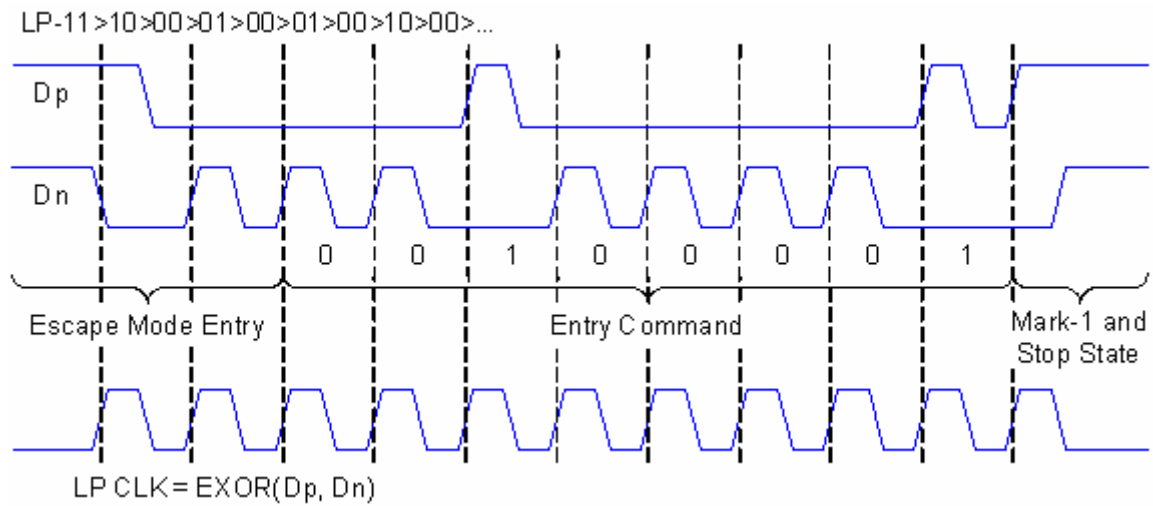 LP-11>10>00>01>00>01>00>10>00>...
Dp
Dn
0 0 1 0 0 0 0 1
Escape Mode Entry
Entry Command
Mark-1 and
Stop State
LP CLK = EXOR(Dp, Dn)